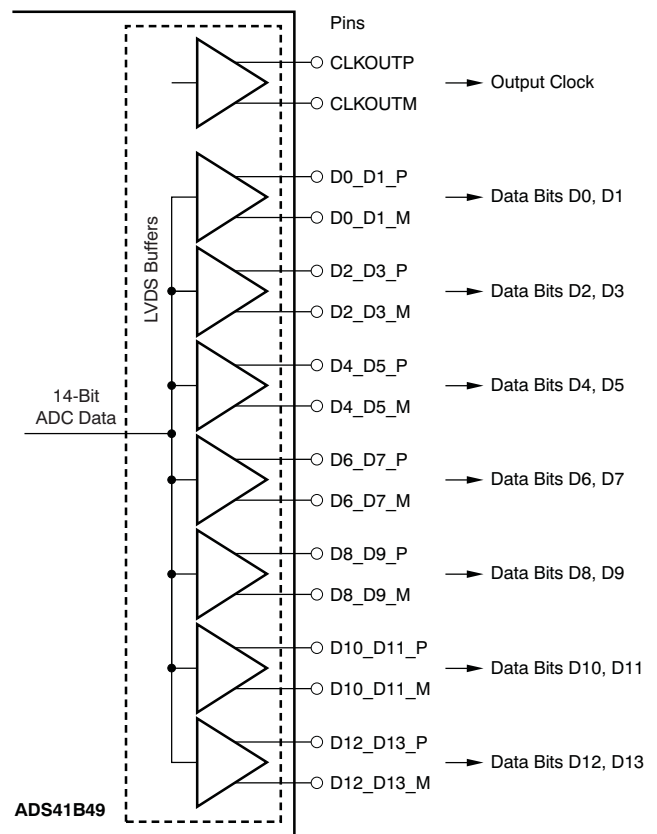 Pins
CLKOUTP
CLKOUTM
Output Clock
D0_D1_P
D0_D1_M
Data Bits D0, D1
LVDS Buffers
D2_D3_P
D2_D3_M
Data Bits D2, D3
D4_D5_P
D4_D5_M
Data Bits D4, D5
14-Bit
ADC Data
D6_D7_P
D6_D7_M
Data Bits D6, D7
D8_D9_P
D8_D9_M
Data Bits D8, D9
D10_D11_P
D10_D11_M
Data Bits D10, D11
D12_D13_P
D12_D13_M
Data Bits D12, D13
ADS41B49